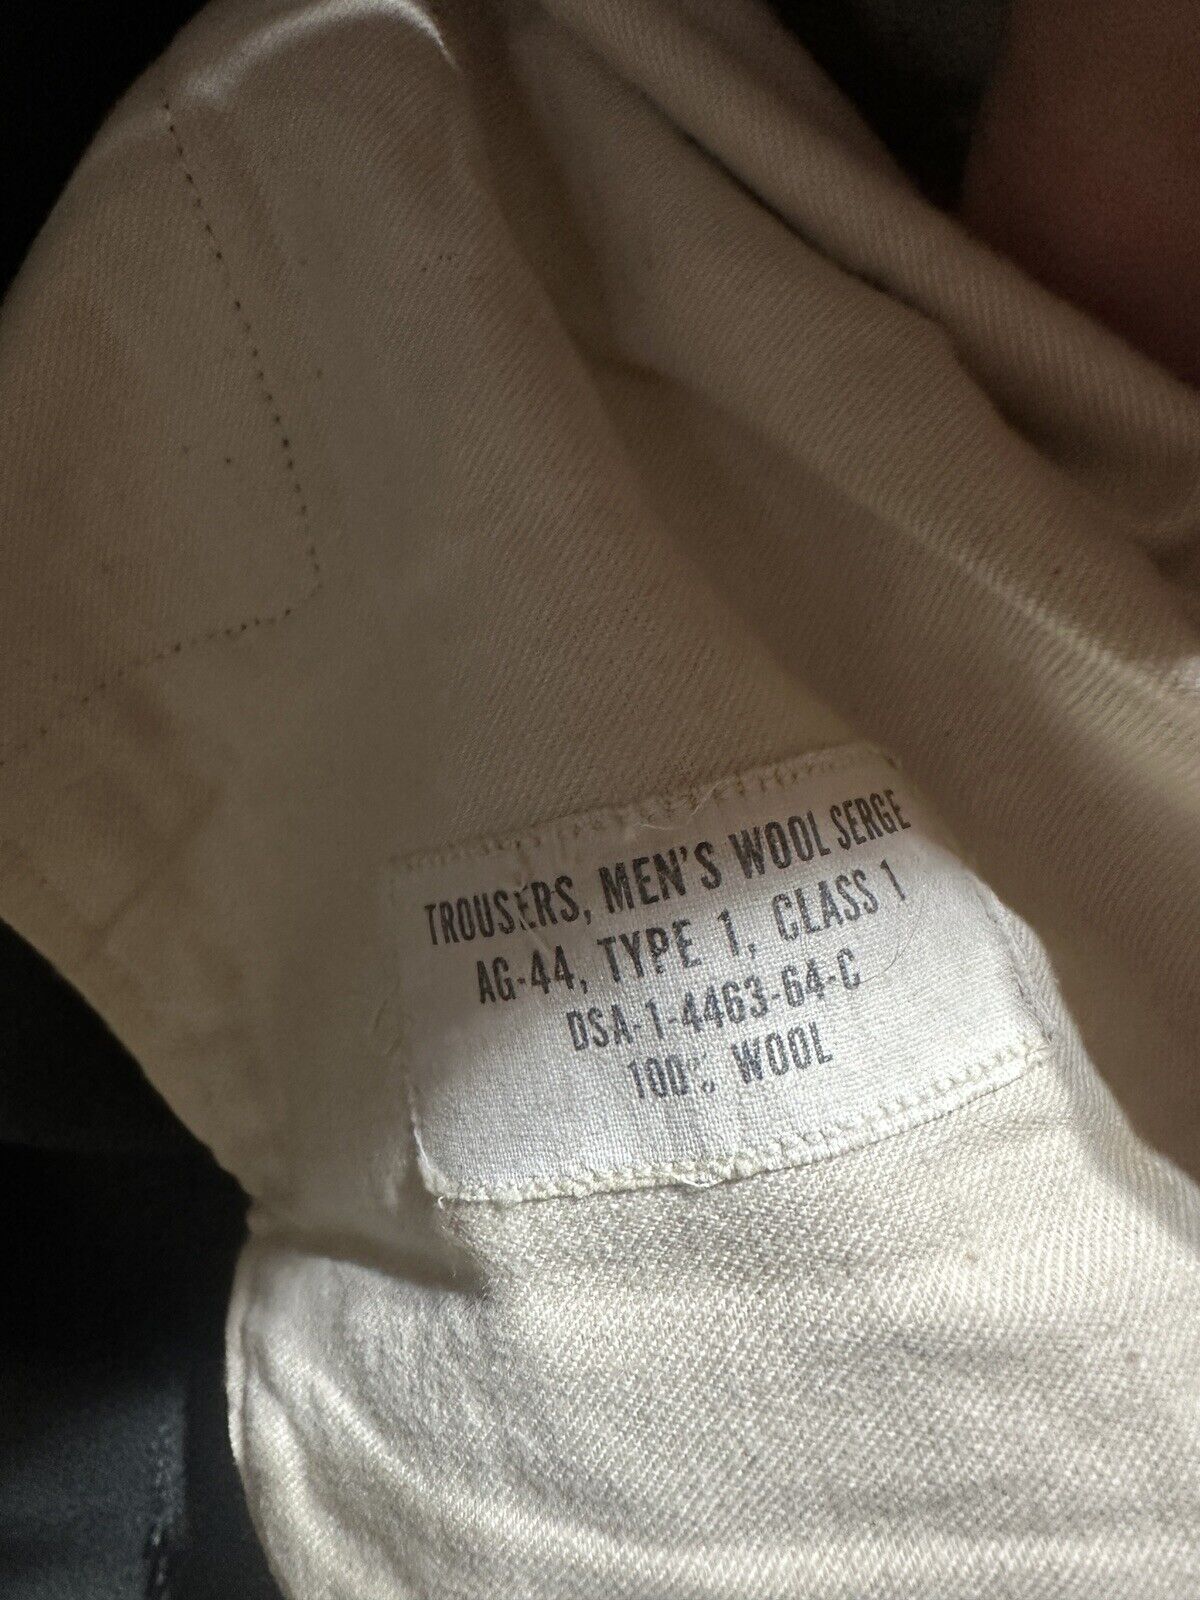 TROUSERS, MEN'S WOOL SERGE
AG-44, TYPE 1, CLASS 1
DSA-1-4463-64-C
100% WOOL